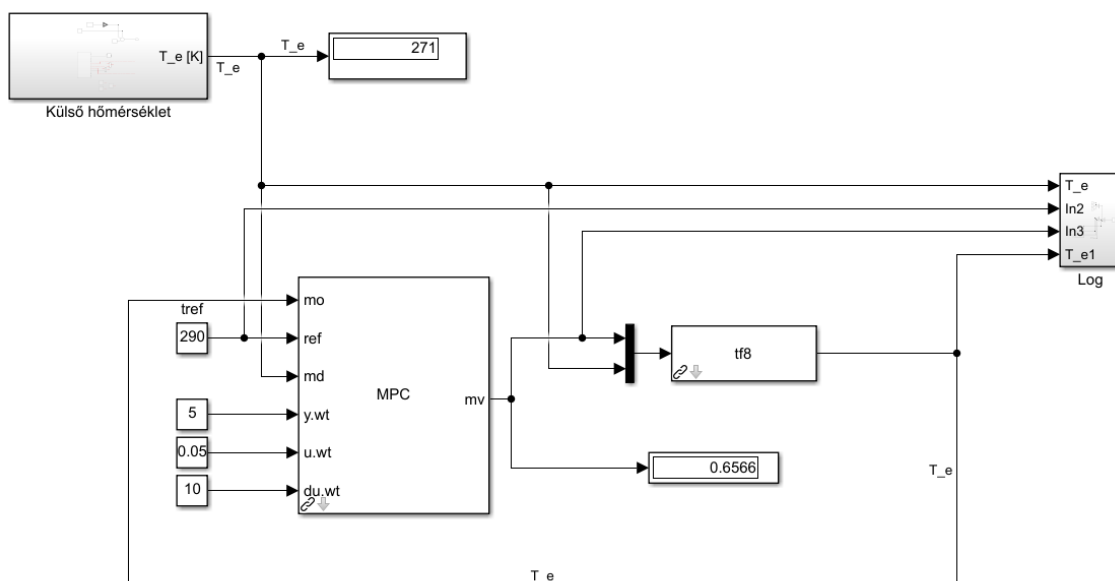 T_e [K]
T_e
Külső hőmérséklet
T_e
271
T_e
In2
In3
T_e1
Log
tref
290
5
0.05
10
mo
ref
md
y.wt
u.wt
du.wt
MPC
mv
tf8
0.6566
T_e
T_e